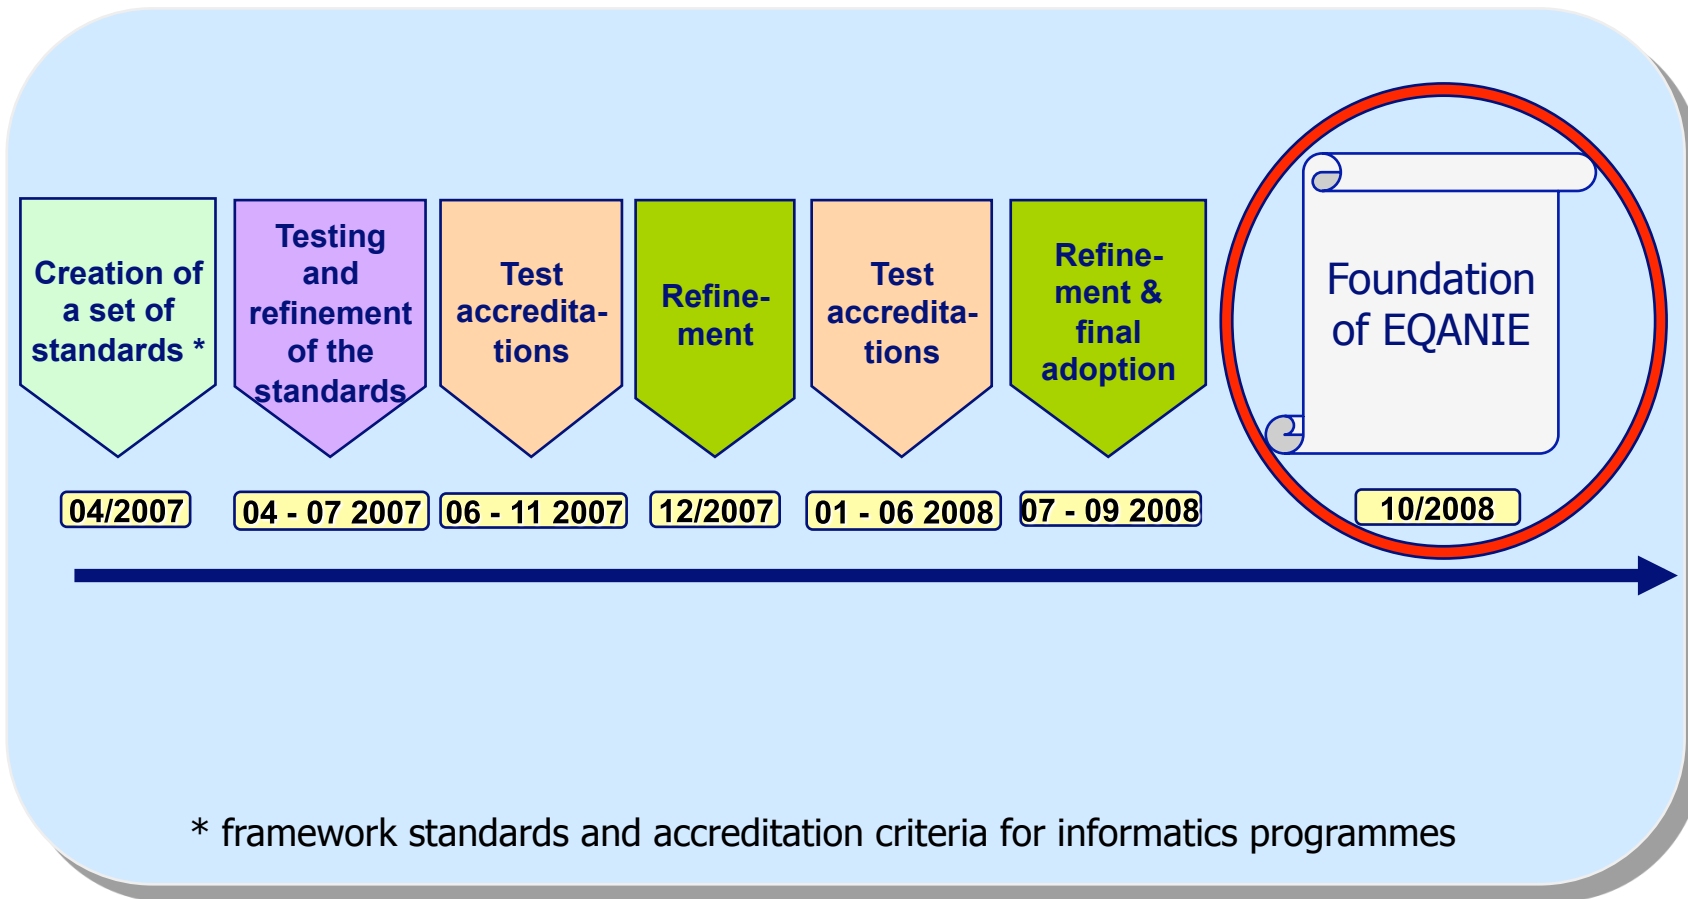 Creation of
a set of
standards *
Testing
and
refinement
of the
standards
Test
accredita-
tions
Refine-
ment
Test
accredita-
tions
Refine-
ment &
final
adoption
Foundation
of EQANIE
04/2007
04 - 07 2007
06 - 11 2007
12/2007
01 - 06 2008
07 - 09 2008
10/2008
* framework standards and accreditation criteria for informatics programmes